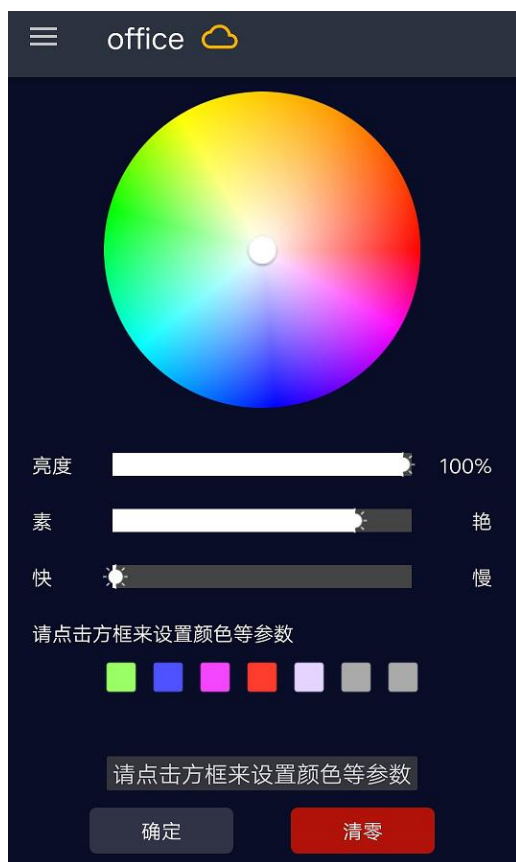 office
亮度 100%
素 艳
快 慢
请点击方框来设置颜色等参数
请点击方框来设置颜色等参数
确定 清零